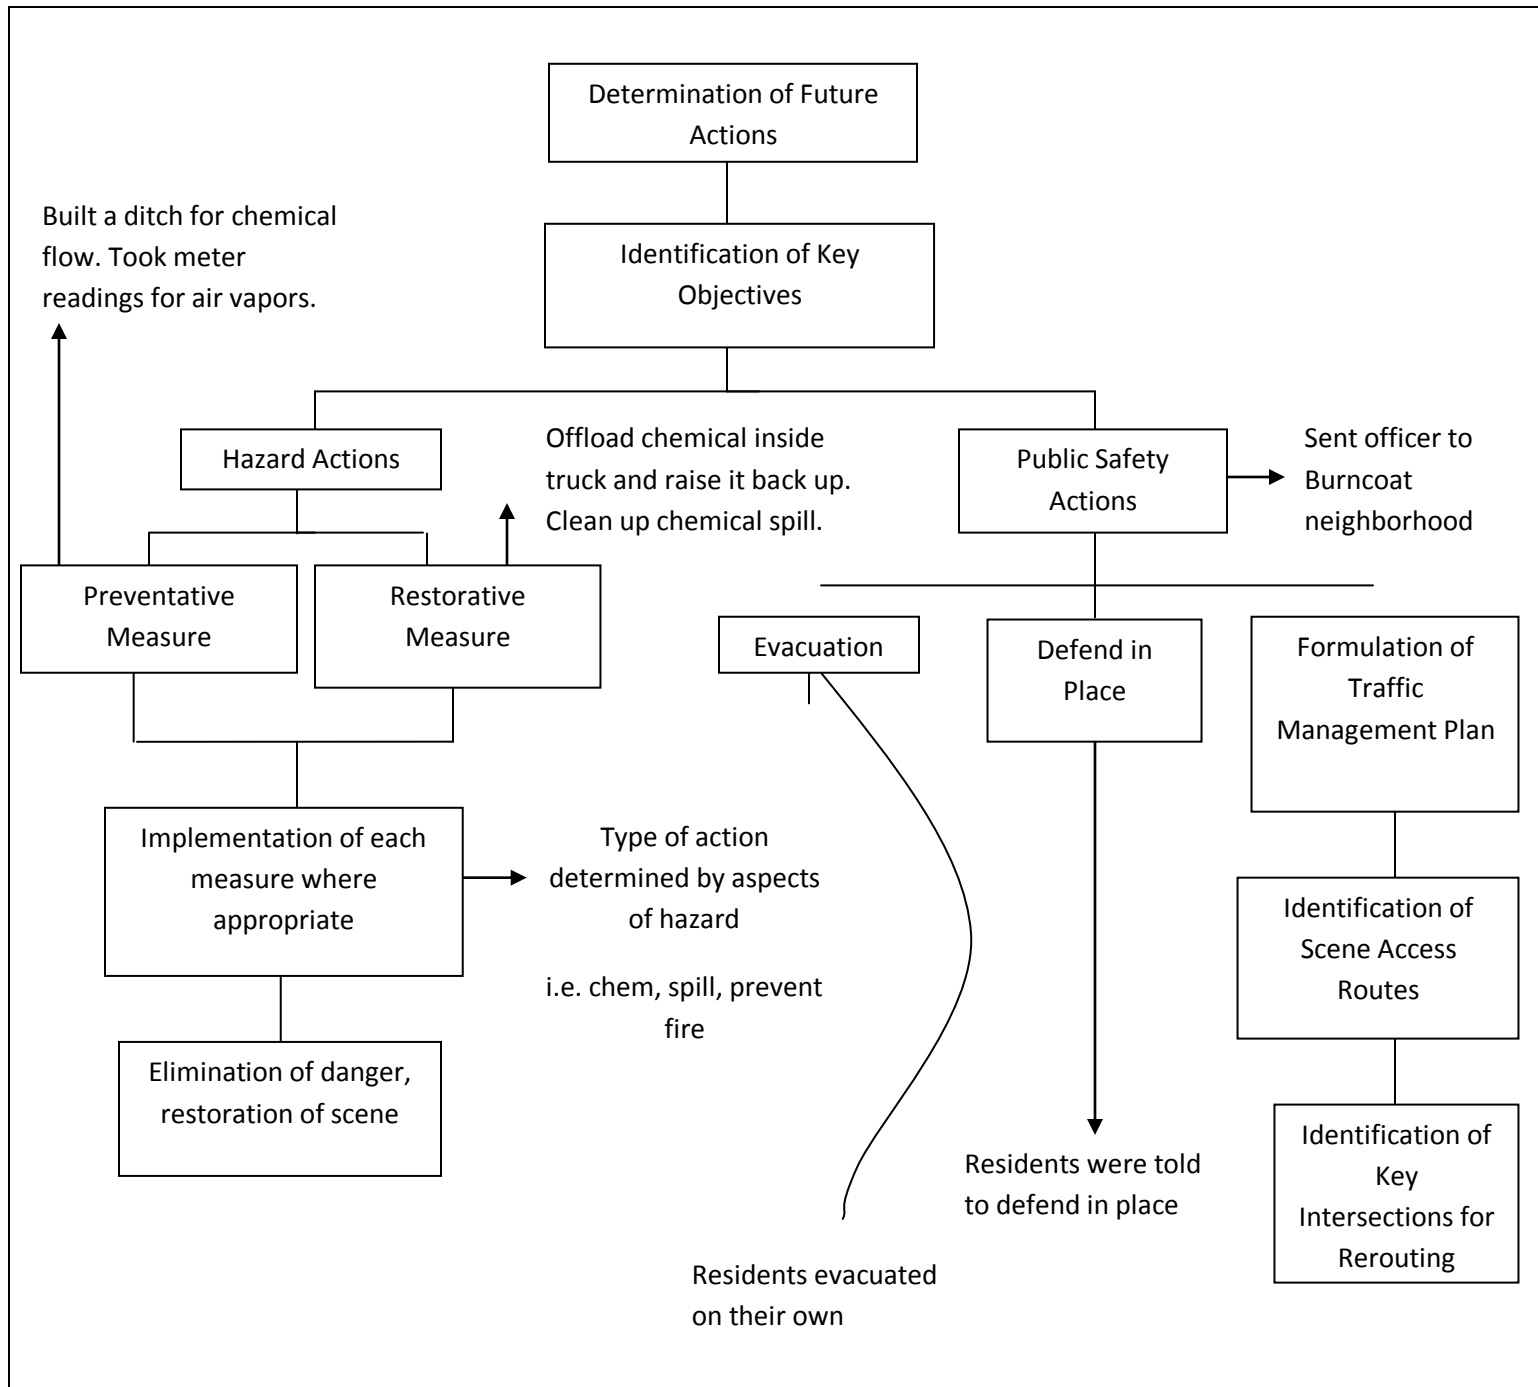 Determination of Future
Actions
Built a ditch for chemical
flow. Took meter
readings for air vapors.
Identification of Key
Objectives
Hazard Actions
Offload chemical inside
truck and raise it back up.
Clean up chemical spill.
Public Safety
Actions
Sent officer to
Burncoat
neighborhood
Preventative
Measure
Restorative
Measure
Evacuation
Defend in
Place
Formulation of
Traffic
Management Plan
Implementation of each
measure where
appropriate
Type of action
determined by aspects
of hazard
i.e. chem, spill, prevent
fire
Identification of
Scene Access
Routes
Elimination of danger,
restoration of scene
Residents were told
to defend in place
Identification of
Key
Intersections for
Rerouting
Residents evacuated
on their own